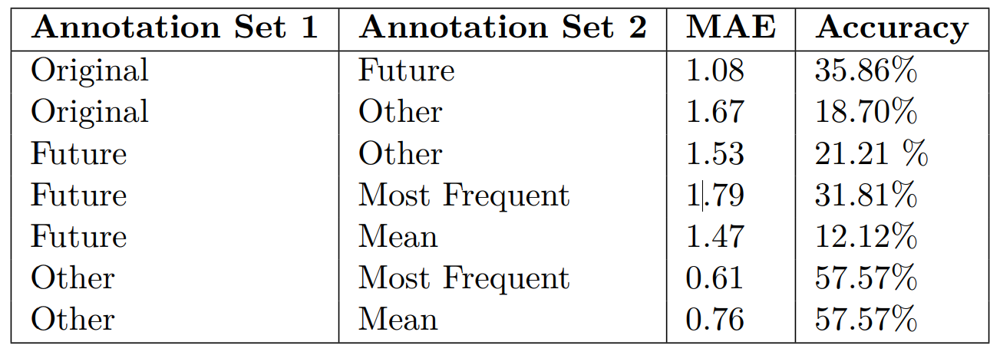 Annotation Set 1 Annotation Set 2 MAE Accuracy
Original Future 1.08 35.86%
Original Other 1.67 18.70%
Future Other 1.53 21.21 %
Future Most Frequent 1.79 31.81%
Future Mean 1.47 12.12%
Other Most Frequent 0.61 57.57%
Other Mean 0.76 57.57%